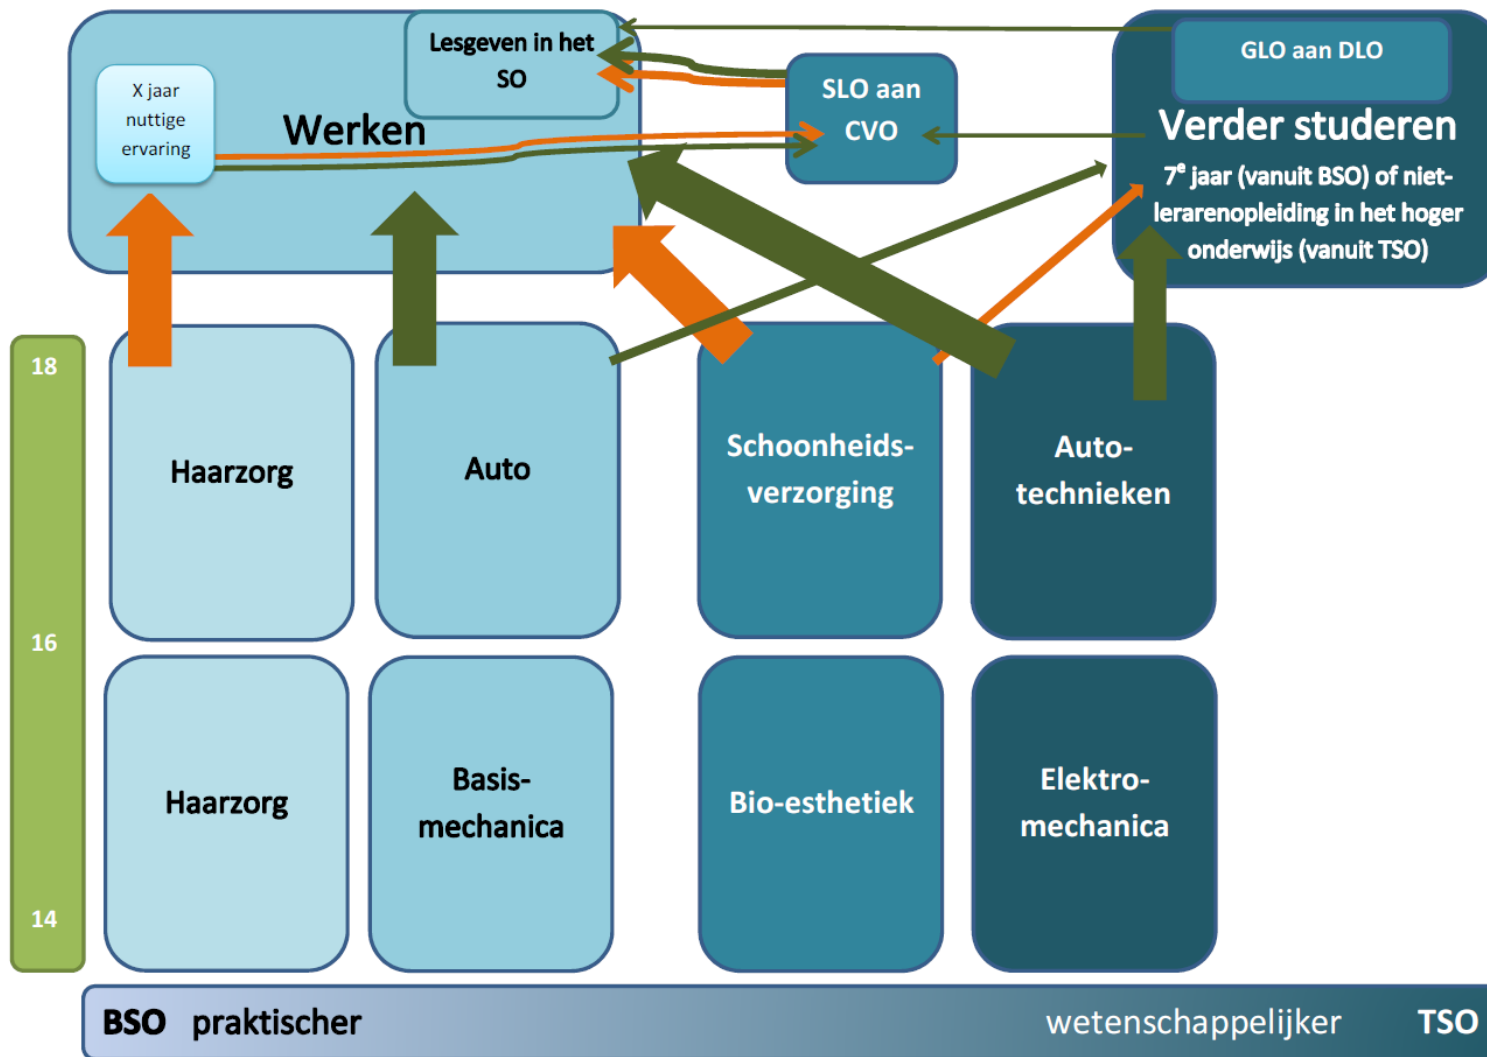 Lesgeven in het
SO
X jaar
nuttige
ervaring
Werken
SLO aan
CVO
GLO aan DLO
Verder studeren
7e jaar (vanuit BSO) of niet-
lerarenopleiding in het hoger
onderwijs (vanuit TSO)
18
16
14
Haarzorg
Auto
Schoonheids-
verzorging
Auto-
technieken
Haarzorg
Basis-
mechanica
Bio-esthetiek
Elektro-
mechanica
BSO praktischer
wetenschappelijker TSO